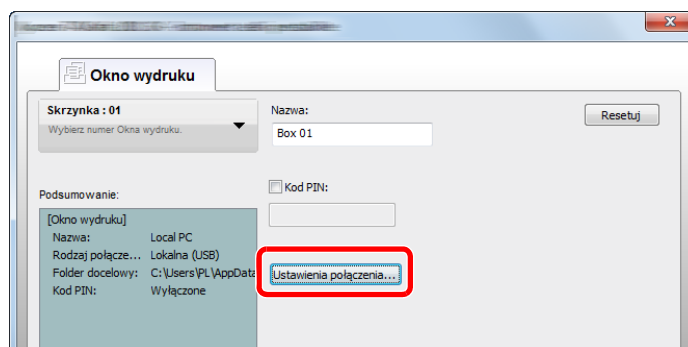 Okno wydruku
Skrzynka : 01
Wybierz numer Okna wydruku.
Nazwa:
Box 01
Resetuj
Kod PIN:
Podsumowanie:
[Okno wydruku]
Nazwa: Local PC
Rodzaj połącze... Lokalna (USB)
Folder docelowy: C:\Users\PL\AppData
Kod PIN: Wyłączone
Ustawienia połączenia...